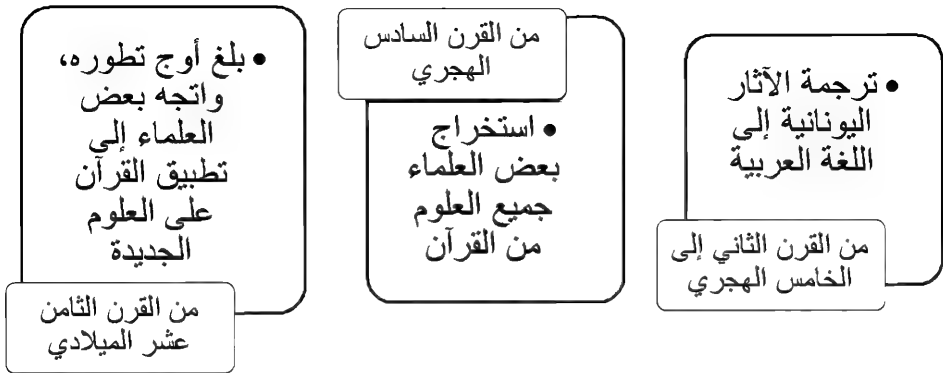 • ترجمة الآثار
اليونانية إلى
اللغة العربية
من القرن الثاني إلى
الخامس الهجري
من القرن السادس
الهجري
• استخراج
بعض العلماء
جميع العلوم
من القرآن
• بلغ أوج تطوره،
واتجه بعض
العلماء إلى
تطبيق القرآن
على العلوم
الجديدة
من القرن الثامن
عشر الميلادي